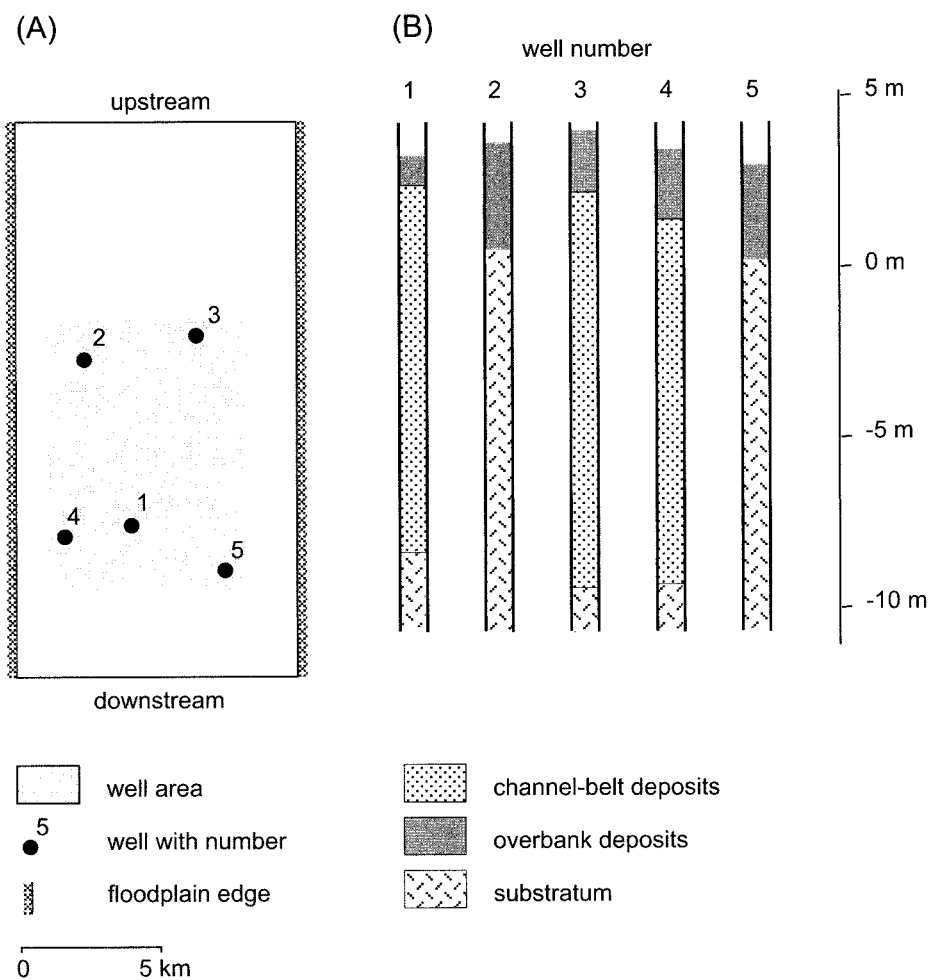 (A)
(B)
well number
1 2 3 4 5
5 m
0 m
-5 m
-10 m
upstream
3
2
1
4
5
downstream
well area
5
well with number
floodplain edge
0 5 km
channel-belt deposits
overbank deposits
substratum